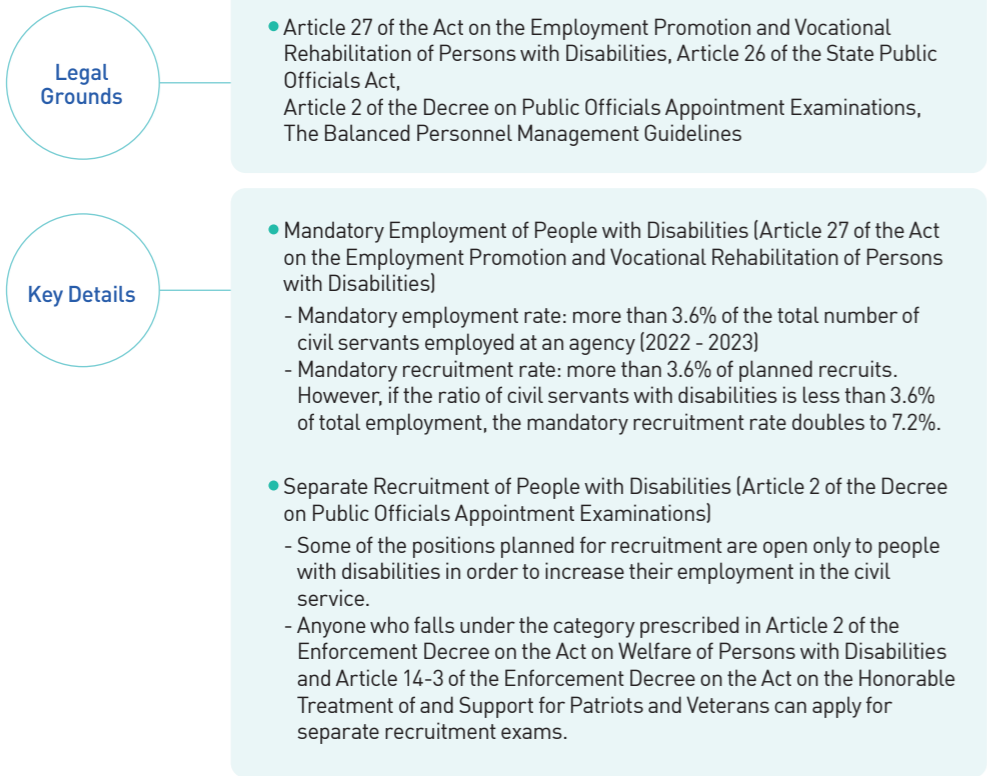 Legal
Grounds
• Article 27 of the Act on the Employment Promotion and Vocational
Rehabilitation of Persons with Disabilities, Article 26 of the State Public
Officials Act,
Article 2 of the Decree on Public Officials Appointment Examinations,
The Balanced Personnel Management Guidelines
Key Details
• Mandatory Employment of People with Disabilities (Article 27 of the Act
on the Employment Promotion and Vocational Rehabilitation of Persons
with Disabilities)
- Mandatory employment rate: more than 3.6% of the total number of
civil servants employed at an agency (2022 - 2023)
- Mandatory recruitment rate: more than 3.6% of planned recruits.
However, if the ratio of civil servants with disabilities is less than 3.6%
of total employment, the mandatory recruitment rate doubles to 7.2%.
• Separate Recruitment of People with Disabilities (Article 2 of the Decree
on Public Officials Appointment Examinations)
- Some of the positions planned for recruitment are open only to people
with disabilities in order to increase their employment in the civil
service.
- Anyone who falls under the category prescribed in Article 2 of the
Enforcement Decree on the Act on Welfare of Persons with Disabilities
and Article 14-3 of the Enforcement Decree on the Act on the Honorable
Treatment of and Support for Patriots and Veterans can apply for
separate recruitment exams.